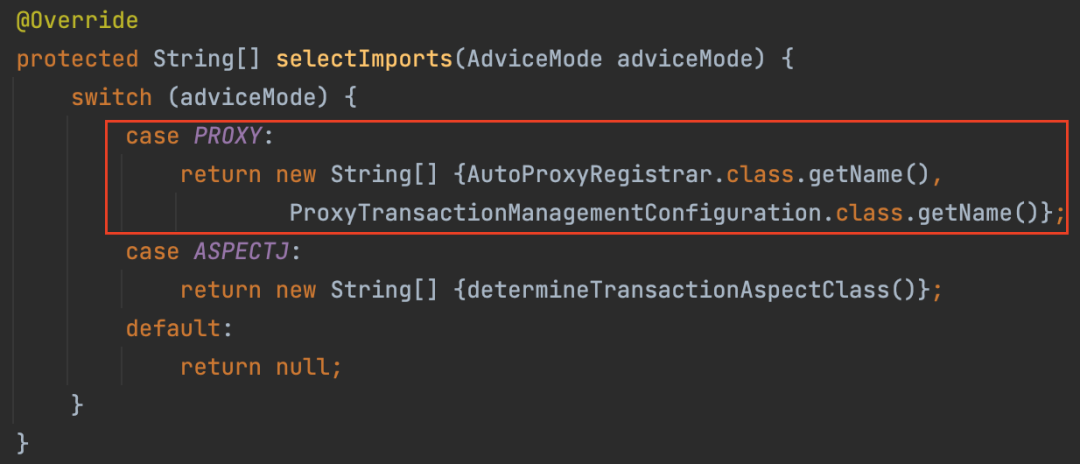 @Override
protected String[] selectImports(AdviceMode adviceMode) {
    switch (adviceMode) {
        case PROXY:
            return new String[] {AutoProxyRegistrar.class.getName(),
                    ProxyTransactionManagementConfiguration.class.getName()};
        case ASPECTJ:
            return new String[] {determineTransactionAspectClass()};
        default:
            return null;
    }
}